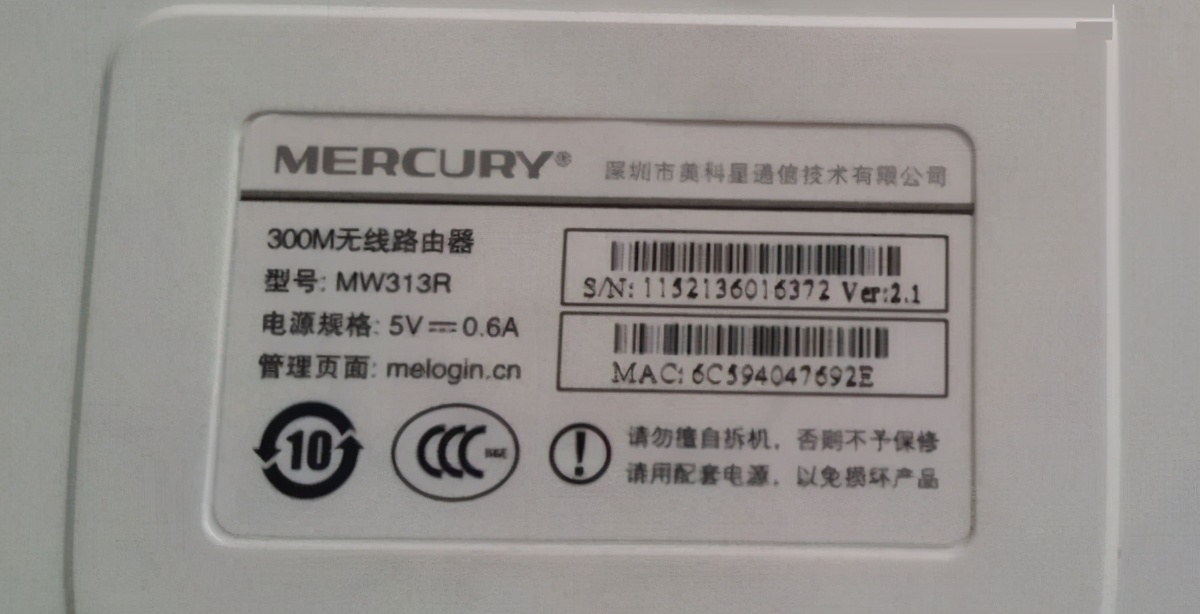 MERCURY® 深圳市美科星通信技术有限公司
300M无线路由器
型号: MW313R
电源规格: 5V⎓0.6A
管理页面: melogin.cn
S/N: 1152136016372 Ver:2.1
MAC: 6C594047692E
10
CCC S&E
请勿擅自拆机，否则不予保修
请用配套电源，以免损坏产品